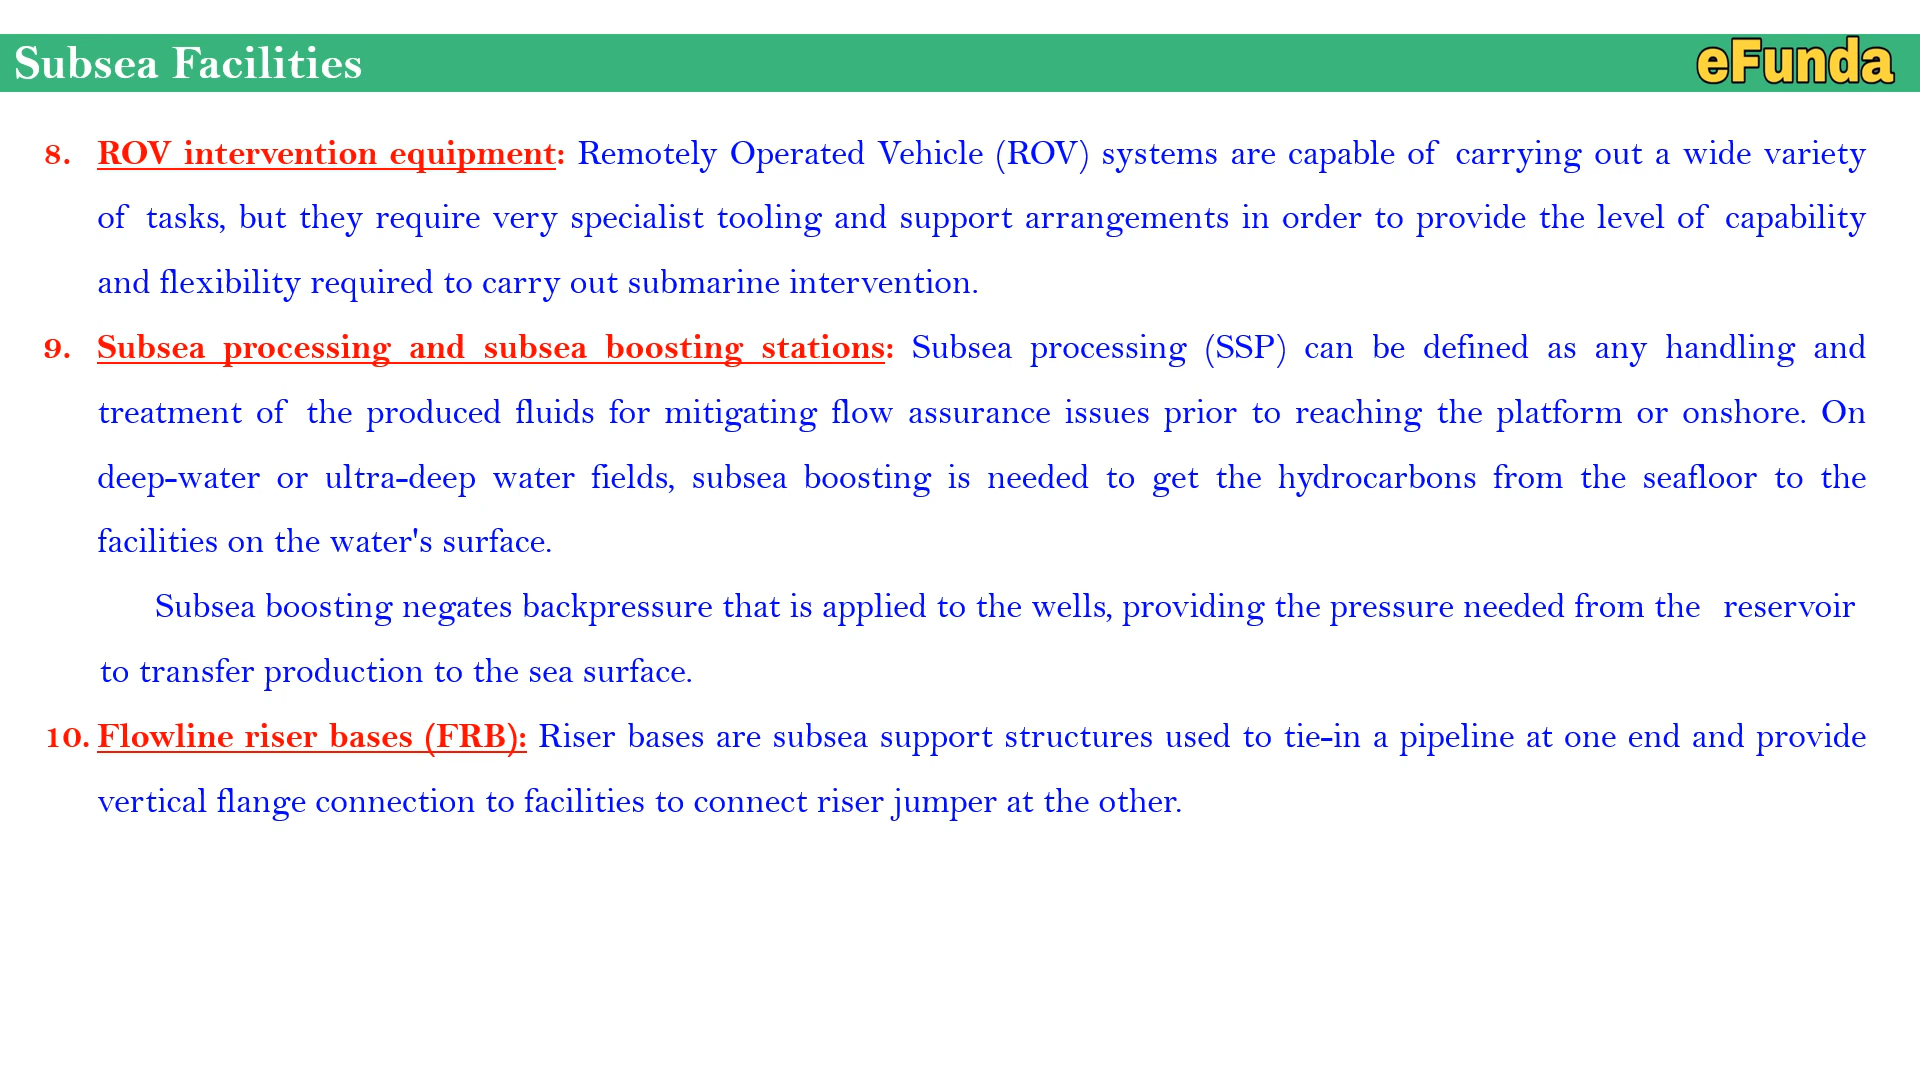 Subsea Facilities
eFunda
8. ROV intervention equipment: Remotely Operated Vehicle (ROV) systems are capable of carrying out a wide variety
of tasks, but they require very specialist tooling and support arrangements in order to provide the level of capability
and flexibility required to carry out submarine intervention.
9. Subsea processing and subsea boosting stations: Subsea processing (SSP) can be defined as any handling and
treatment of the produced fluids for mitigating flow assurance issues prior to reaching the platform or onshore. On
deep-water or ultra-deep water fields, subsea boosting is needed to get the hydrocarbons from the seafloor to the
facilities on the water's surface.
Subsea boosting negates backpressure that is applied to the wells, providing the pressure needed from the reservoir
to transfer production to the sea surface.
10. Flowline riser bases (FRB): Riser bases are subsea support structures used to tie-in a pipeline at one end and provide
vertical flange connection to facilities to connect riser jumper at the other.